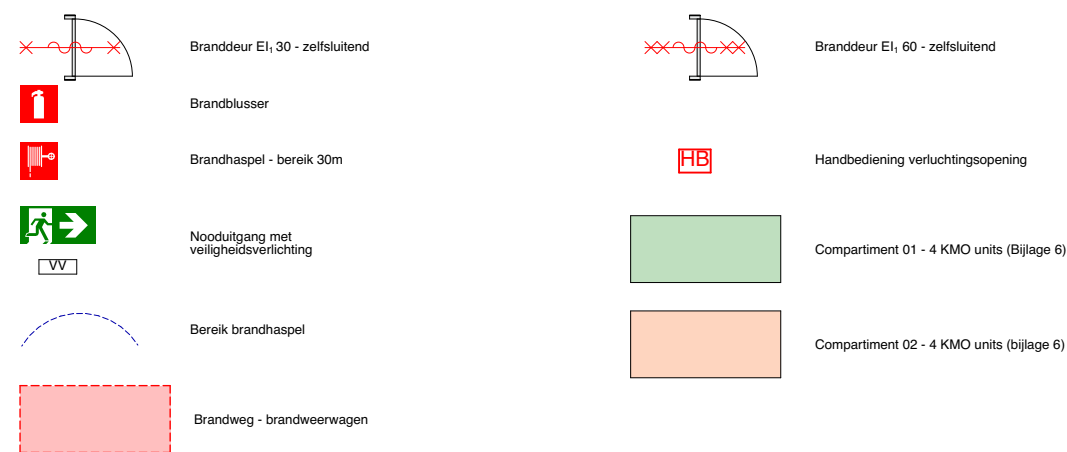 Branddeur EI₁ 30 - zelfsluitend
Brandblusser
Brandhaspel - bereik 30m
Nooduitgang met
veiligheidsverlichting
VV
Bereik brandhaspel
Brandweg - brandweerwagen
Branddeur EI₁ 60 - zelfsluitend
HB
Handbediening verluchtingsopening
Compartiment 01 - 4 KMO units (Bijlage 6)
Compartiment 02 - 4 KMO units (bijlage 6)